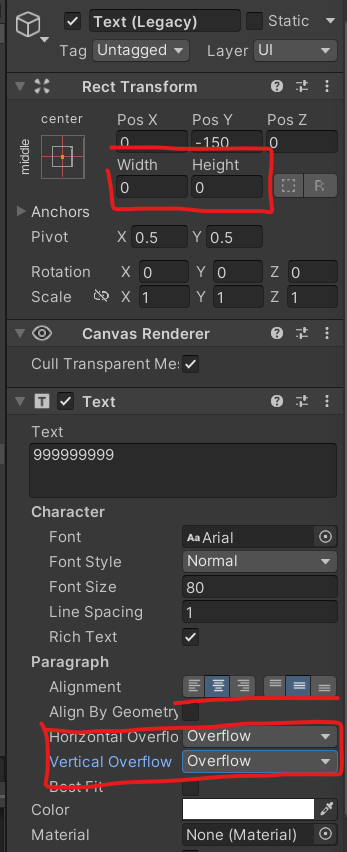 Text (Legacy) Static
Tag Untagged Layer UI
Rect Transform
center
middle
Pos X Pos Y Pos Z
0 -150 0
Width Height
0 0
R
Anchors
Pivot X 0.5 Y 0.5
Rotation X 0 Y 0 Z 0
Scale X 1 Y 1 Z 1
Canvas Renderer
Cull Transparent Me
Text
Text
999999999
Character
Font Aa Arial
Font Style Normal
Font Size 80
Line Spacing 1
Rich Text
Paragraph
Alignment
Align By Geometry
Horizontal Overflo Overflow
Vertical Overflow Overflow
Best Fit
Color
Material None (Material)